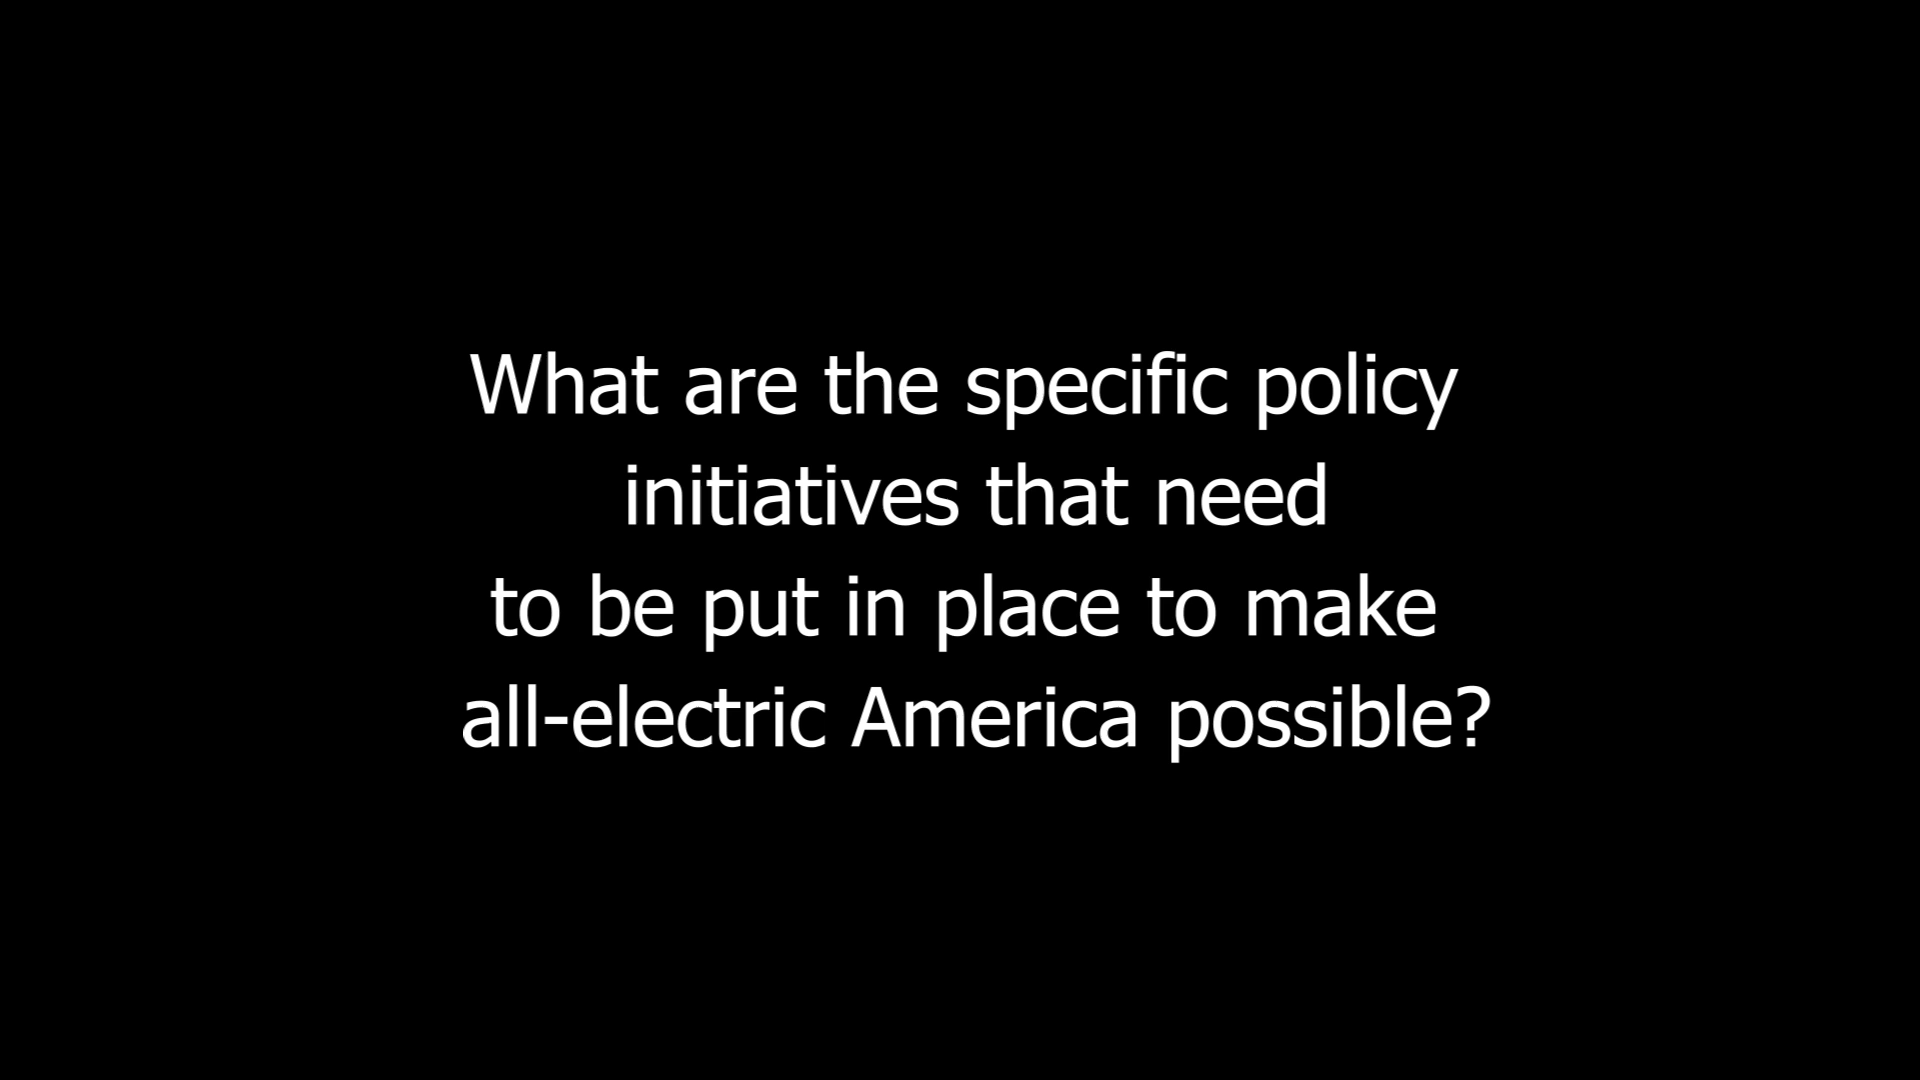 What are the specific policy
initiatives that need
to be put in place to make
all-electric America possible?